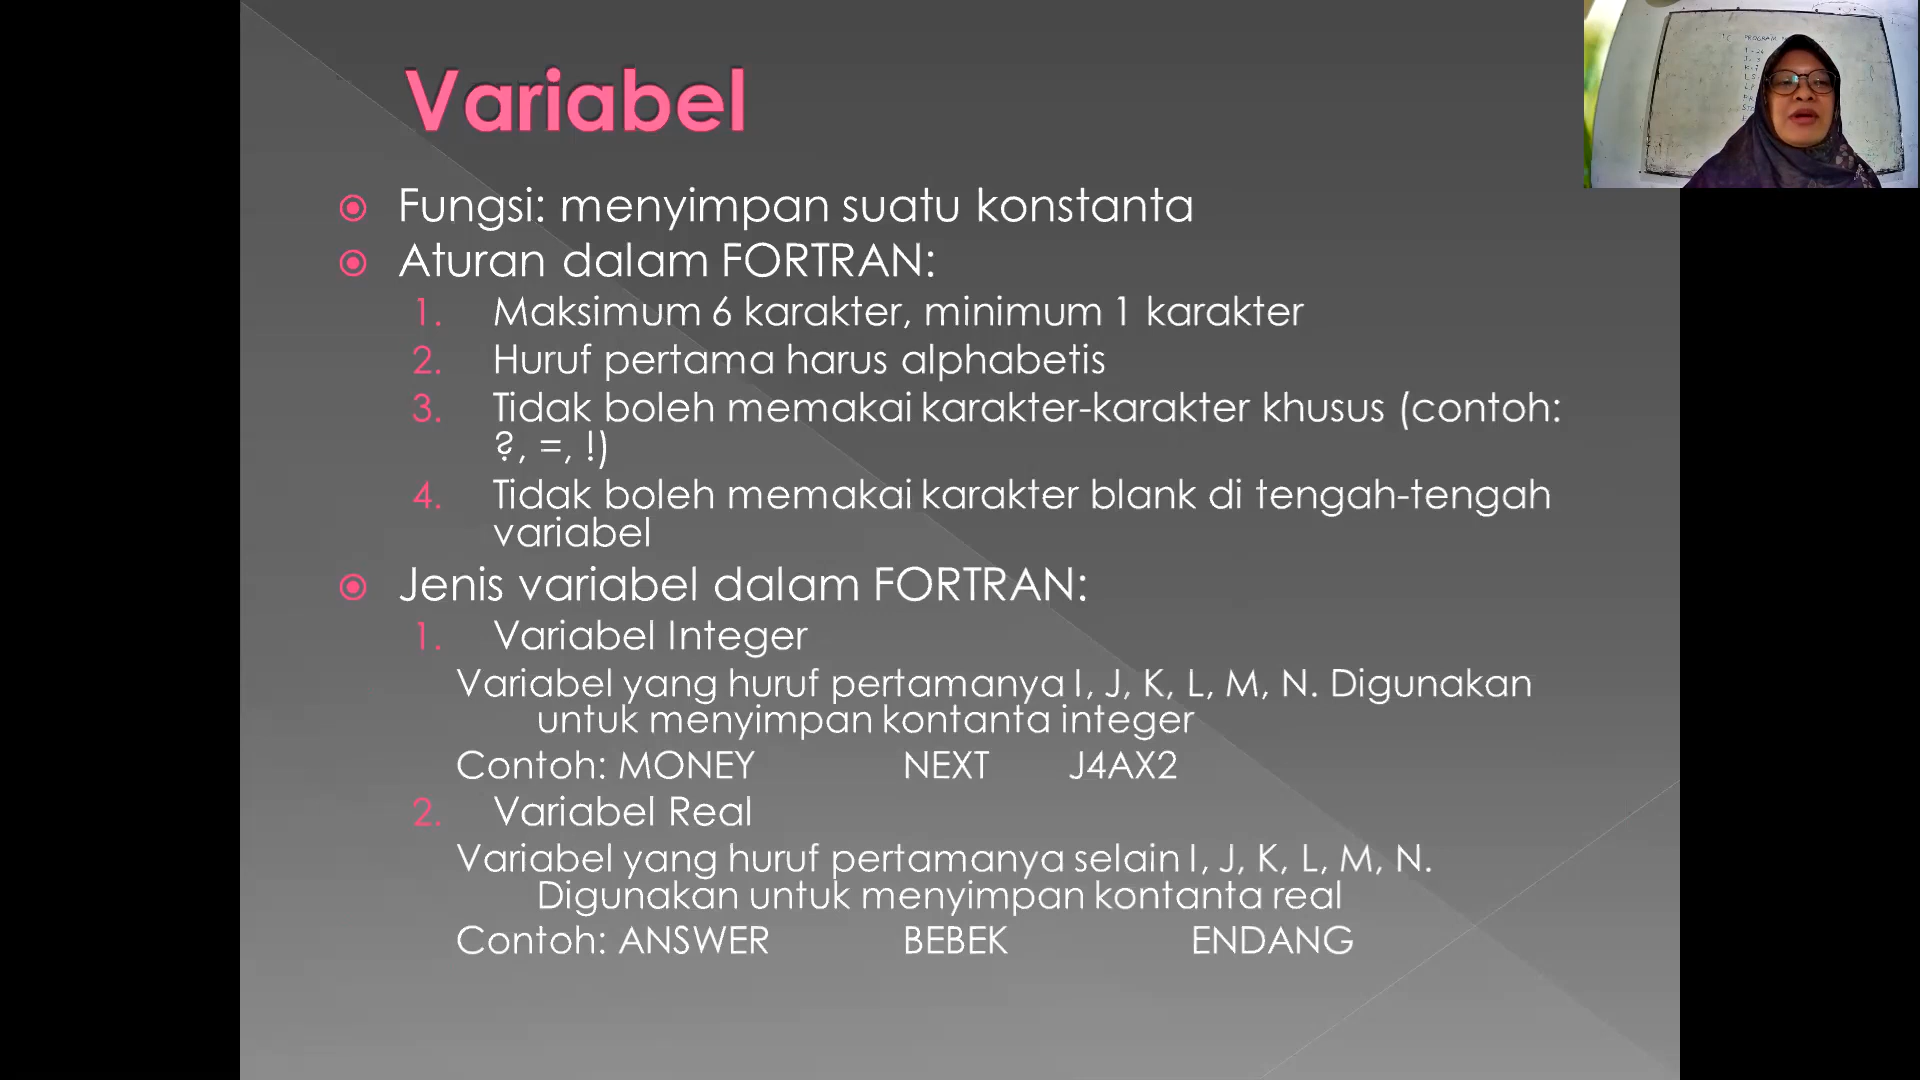 Variabel
Fungsi: menyimpan suatu konstanta
Aturan dalam FORTRAN:
1. Maksimum 6 karakter, minimum 1 karakter
2. Huruf pertama harus alphabetis
3. Tidak boleh memakai karakter-karakter khusus (contoh:
?, =, !)
4. Tidak boleh memakai karakter blank di tengah-tengah
variabel
Jenis variabel dalam FORTRAN:
1. Variabel Integer
Variabel yang huruf pertamanya I, J, K, L, M, N. Digunakan
untuk menyimpan kontanta integer
Contoh: MONEY NEXT J4AX2
2. Variabel Real
Variabel yang huruf pertamanya selain I, J, K, L, M, N.
Digunakan untuk menyimpan kontanta real
Contoh: ANSWER BEBEK ENDANG
PROGRAM